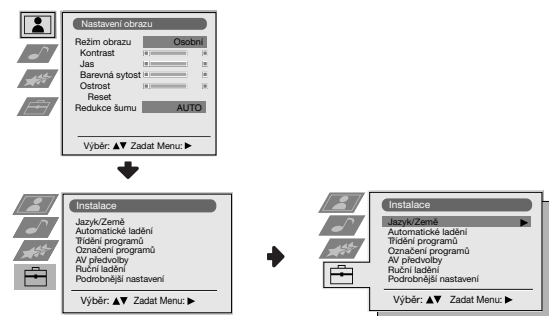 Nastavení obrazu
Režim obrazu Osobní
Kontrast
Jas
Barevná sytost
Ostrost
Reset
Redukce šumu AUTO
Výběr: ▲▼ Zadat Menu: ▶
Instalace
Jazyk/Země
Automatické ladění
Třídění programů
Označení programů
AV předvolby
Ruční ladění
Podrobnější nastavení
Výběr: ▲▼ Zadat Menu: ▶
Instalace
Jazyk/Země ▶
Automatické ladění
Třídění programů
Označení programů
AV předvolby
Ruční ladění
Podrobnější nastavení
Výběr: ▲▼ Zadat Menu: ▶